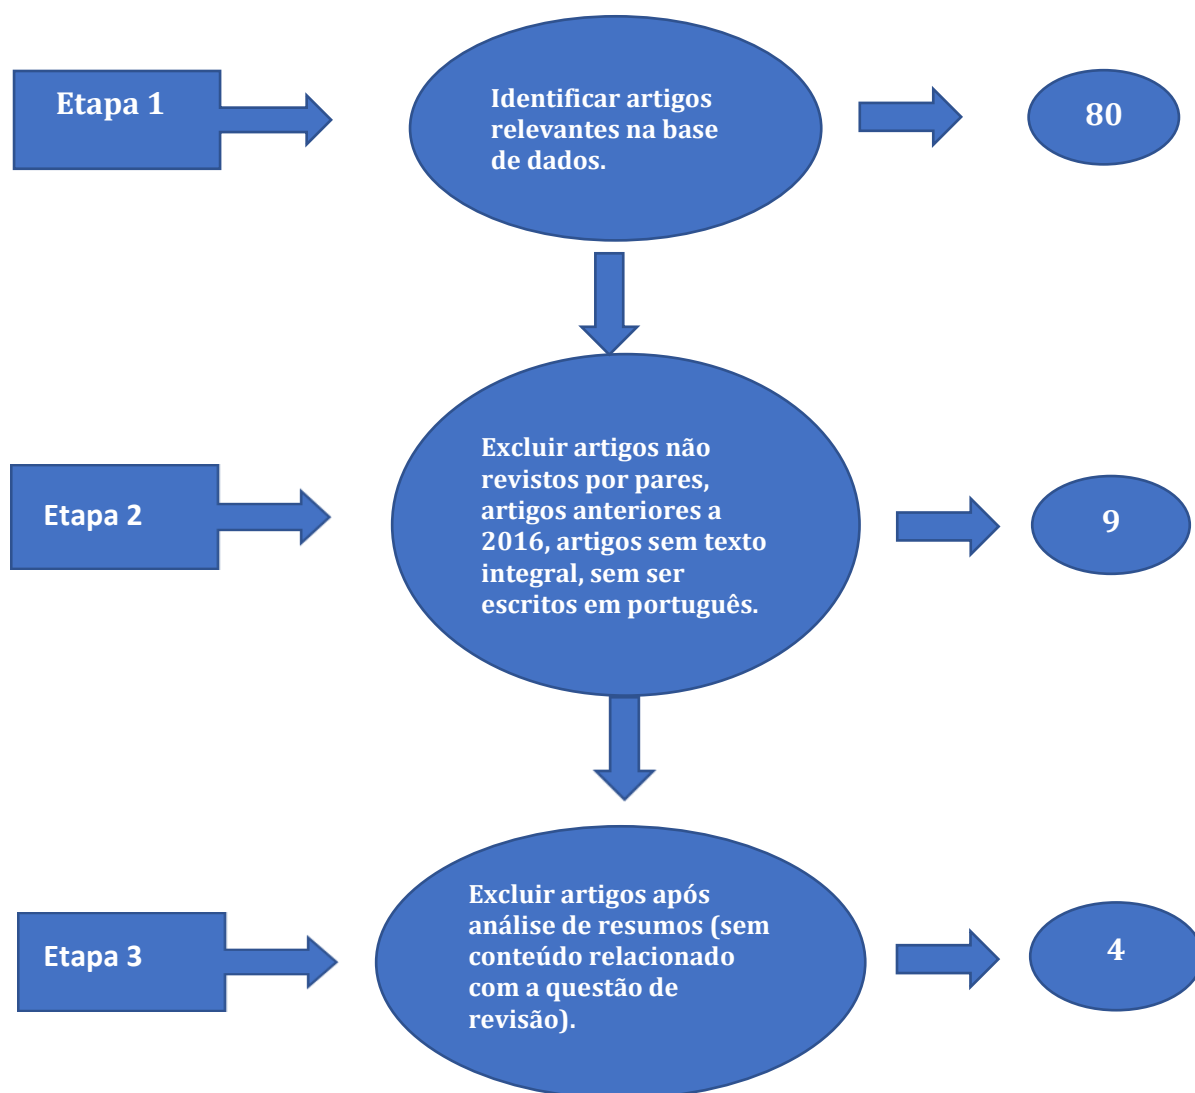 Etapa 1
Identificar artigos
relevantes na base
de dados.
80
Etapa 2
Excluir artigos não
revistos por pares,
artigos anteriores a
2016, artigos sem texto
integral, sem ser
escritos em português.
9
Etapa 3
Excluir artigos após
análise de resumos (sem
conteúdo relacionado
com a questão de
revisão).
4